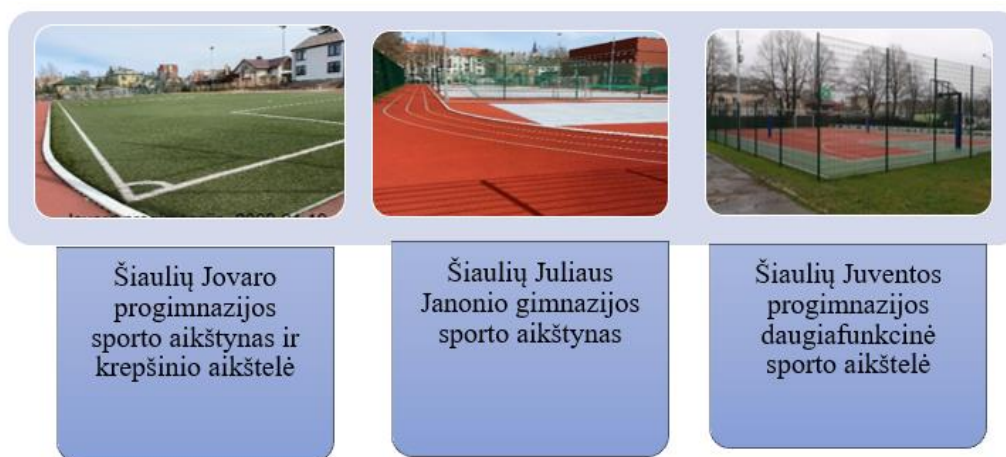 Šiaulių Jovaro
progimnazijos
sporto aikštynas ir
krepšinio aikštelė
Šiaulių Juliaus
Janonio gimnazijos
sporto aikštynas
Šiaulių Juventos
progimnazijos
daugiafunkcinė
sporto aikštelė